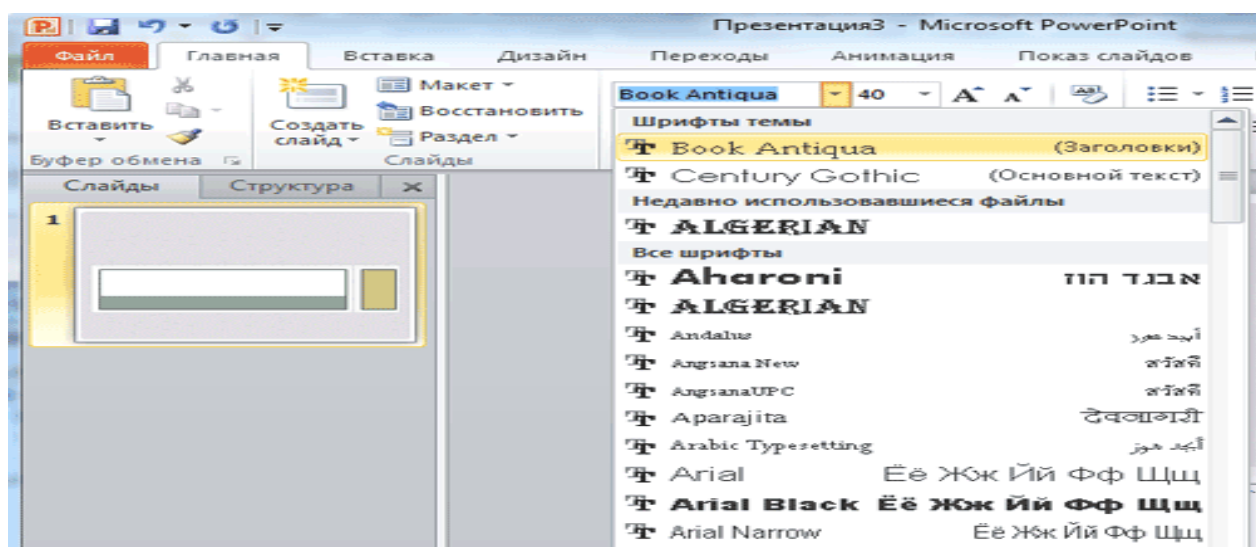 Презентация3 - Microsoft PowerPoint
Файл Главная Вставка Дизайн Переходы Анимация Показ слайдов
Вставить
Буфер обмена
Создать слайд
Макет
Восстановить
Раздел
Слайды
Book Antiqua 40
Слайды Структура
1
Шрифты темы
Book Antiqua (Заголовки)
Century Gothic (Основной текст)
Недавно использовавшиеся файлы
ALGERIAN
Все шрифты
Aharoni אבגד הוז
ALGERIAN
Andalus أبجد هوز
Angsana New สวัสดี
AngsanaUPC สวัสดี
Aparajita देवनागरी
Arabic Typesetting أبجد هوز
Arial Ёё Жж Йй Фф Щщ
Arial Black Ёё Жж Йй Фф Щщ
Arial Narrow Ёё Жж Йй Фф Щщ